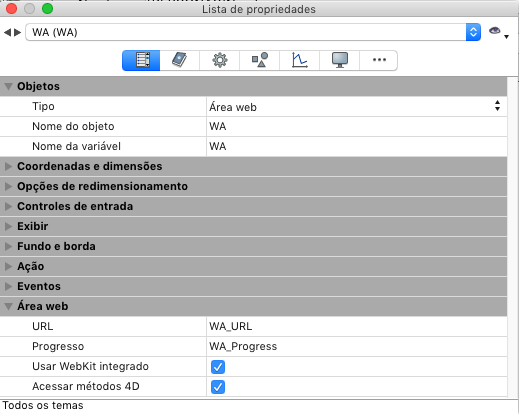 Lista de propriedades
WA (WA)
Objetos
Tipo Área web
Nome do objeto WA
Nome da variável WA
Coordenadas e dimensões
Opções de redimensionamento
Controles de entrada
Exibir
Fundo e borda
Ação
Eventos
Área web
URL WA_URL
Progresso WA_Progress
Usar WebKit integrado
Acessar métodos 4D
Todos os temas